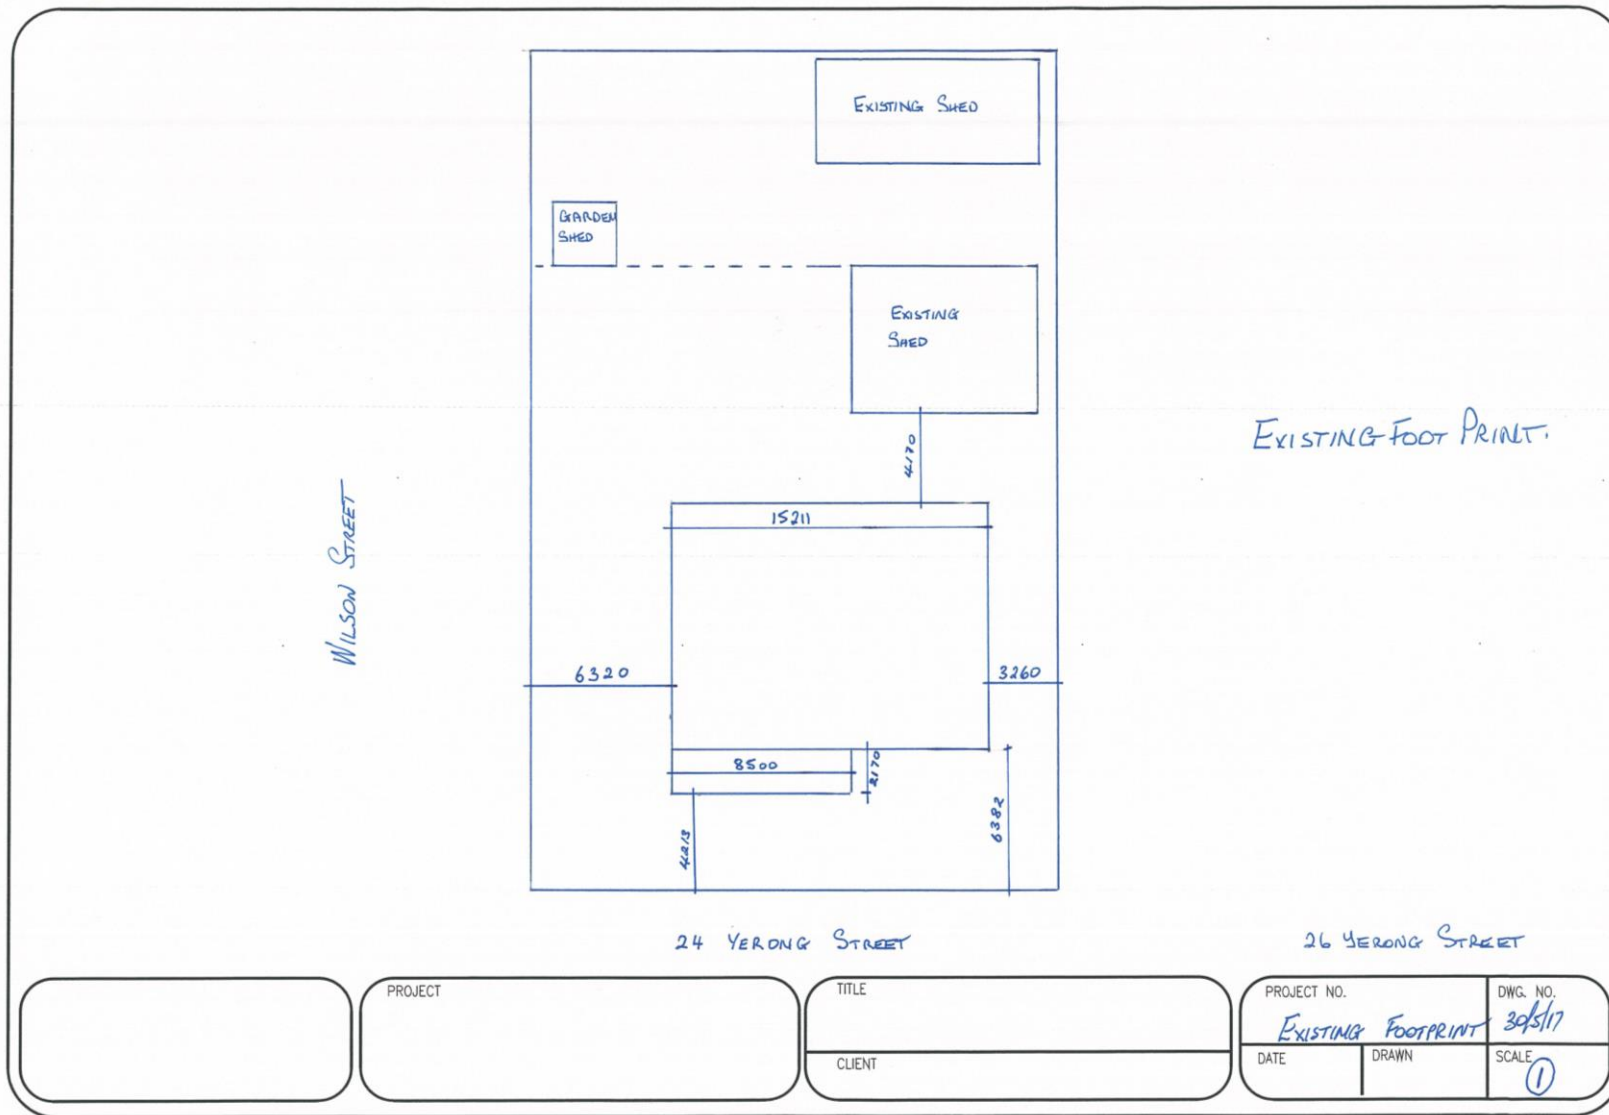 EXISTING SHED
GARDEN
SHED
EXISTING
SHED
4170
EXISTING FOOT PRINT.
15211
WILSON STREET
6320
3260
8500
2170
6382
4213
24 YERONG STREET
26 YERONG STREET
PROJECT
TITLE
CLIENT
PROJECT NO.
EXISTING FOOTPRINT
DWG. NO.
30/5/17
DATE
DRAWN
SCALE
1